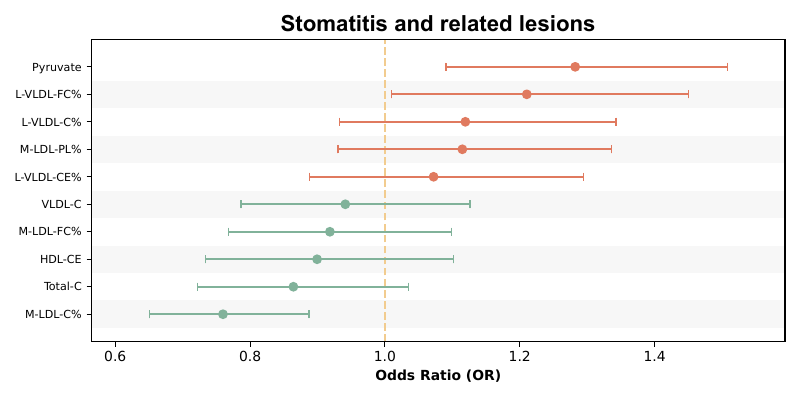 Stomatitis and related lesions
Pyruvate
L-VLDL-FC%
L-VLDL-C%
M-LDL-PL%
L-VLDL-CE%
VLDL-C
M-LDL-FC%
HDL-CE
Total-C
M-LDL-C%
0.6 0.8 1.0 1.2 1.4
Odds Ratio (OR)